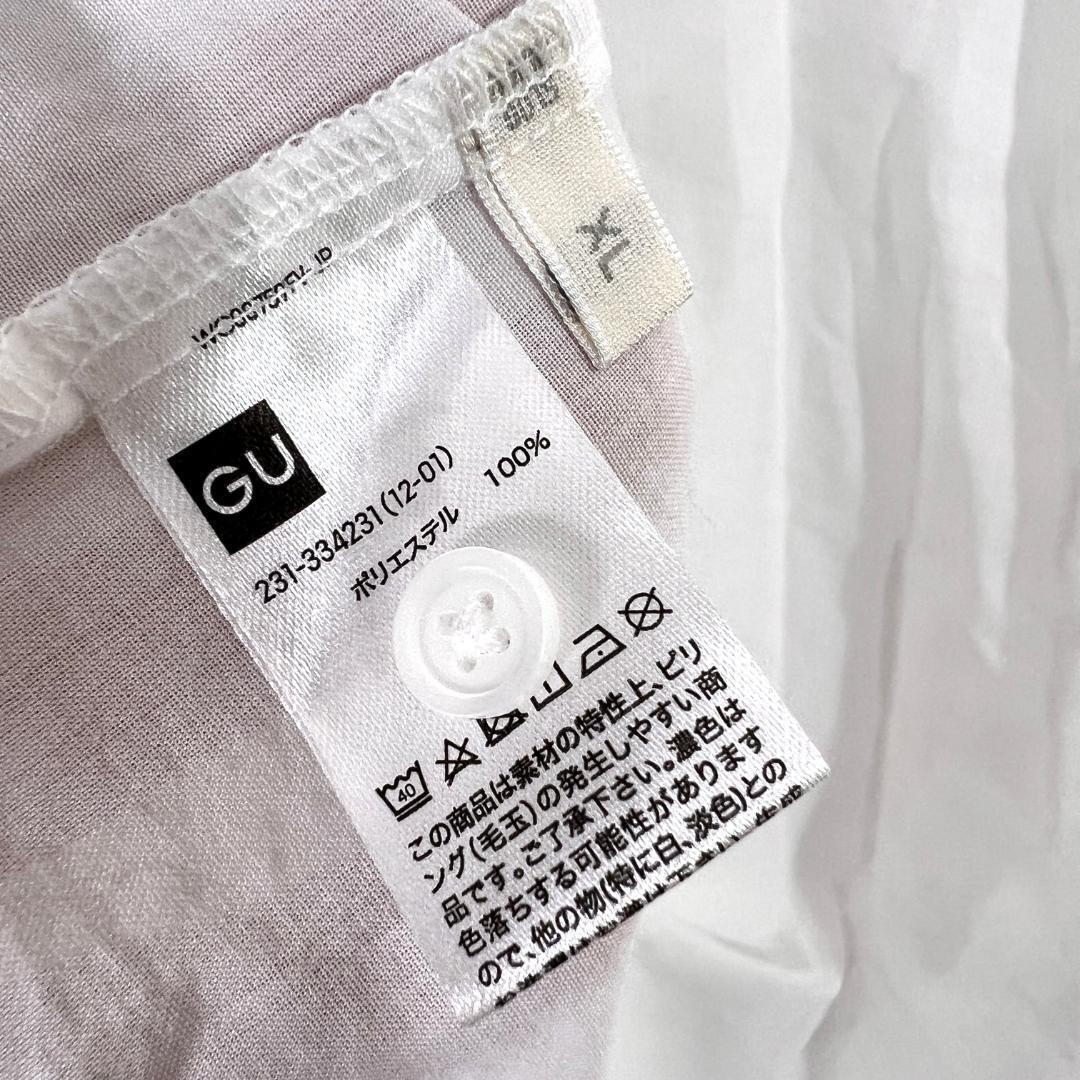 XL
GU
231-334231(12-01)
ポリエステル 100%
40
この商品は素材の特性上、ピリ
ング(毛玉)の発生しやすい商
品です。ご了承下さい。濃色は
色落ちする可能性があります
ので、他の物(特に白、淡色)との